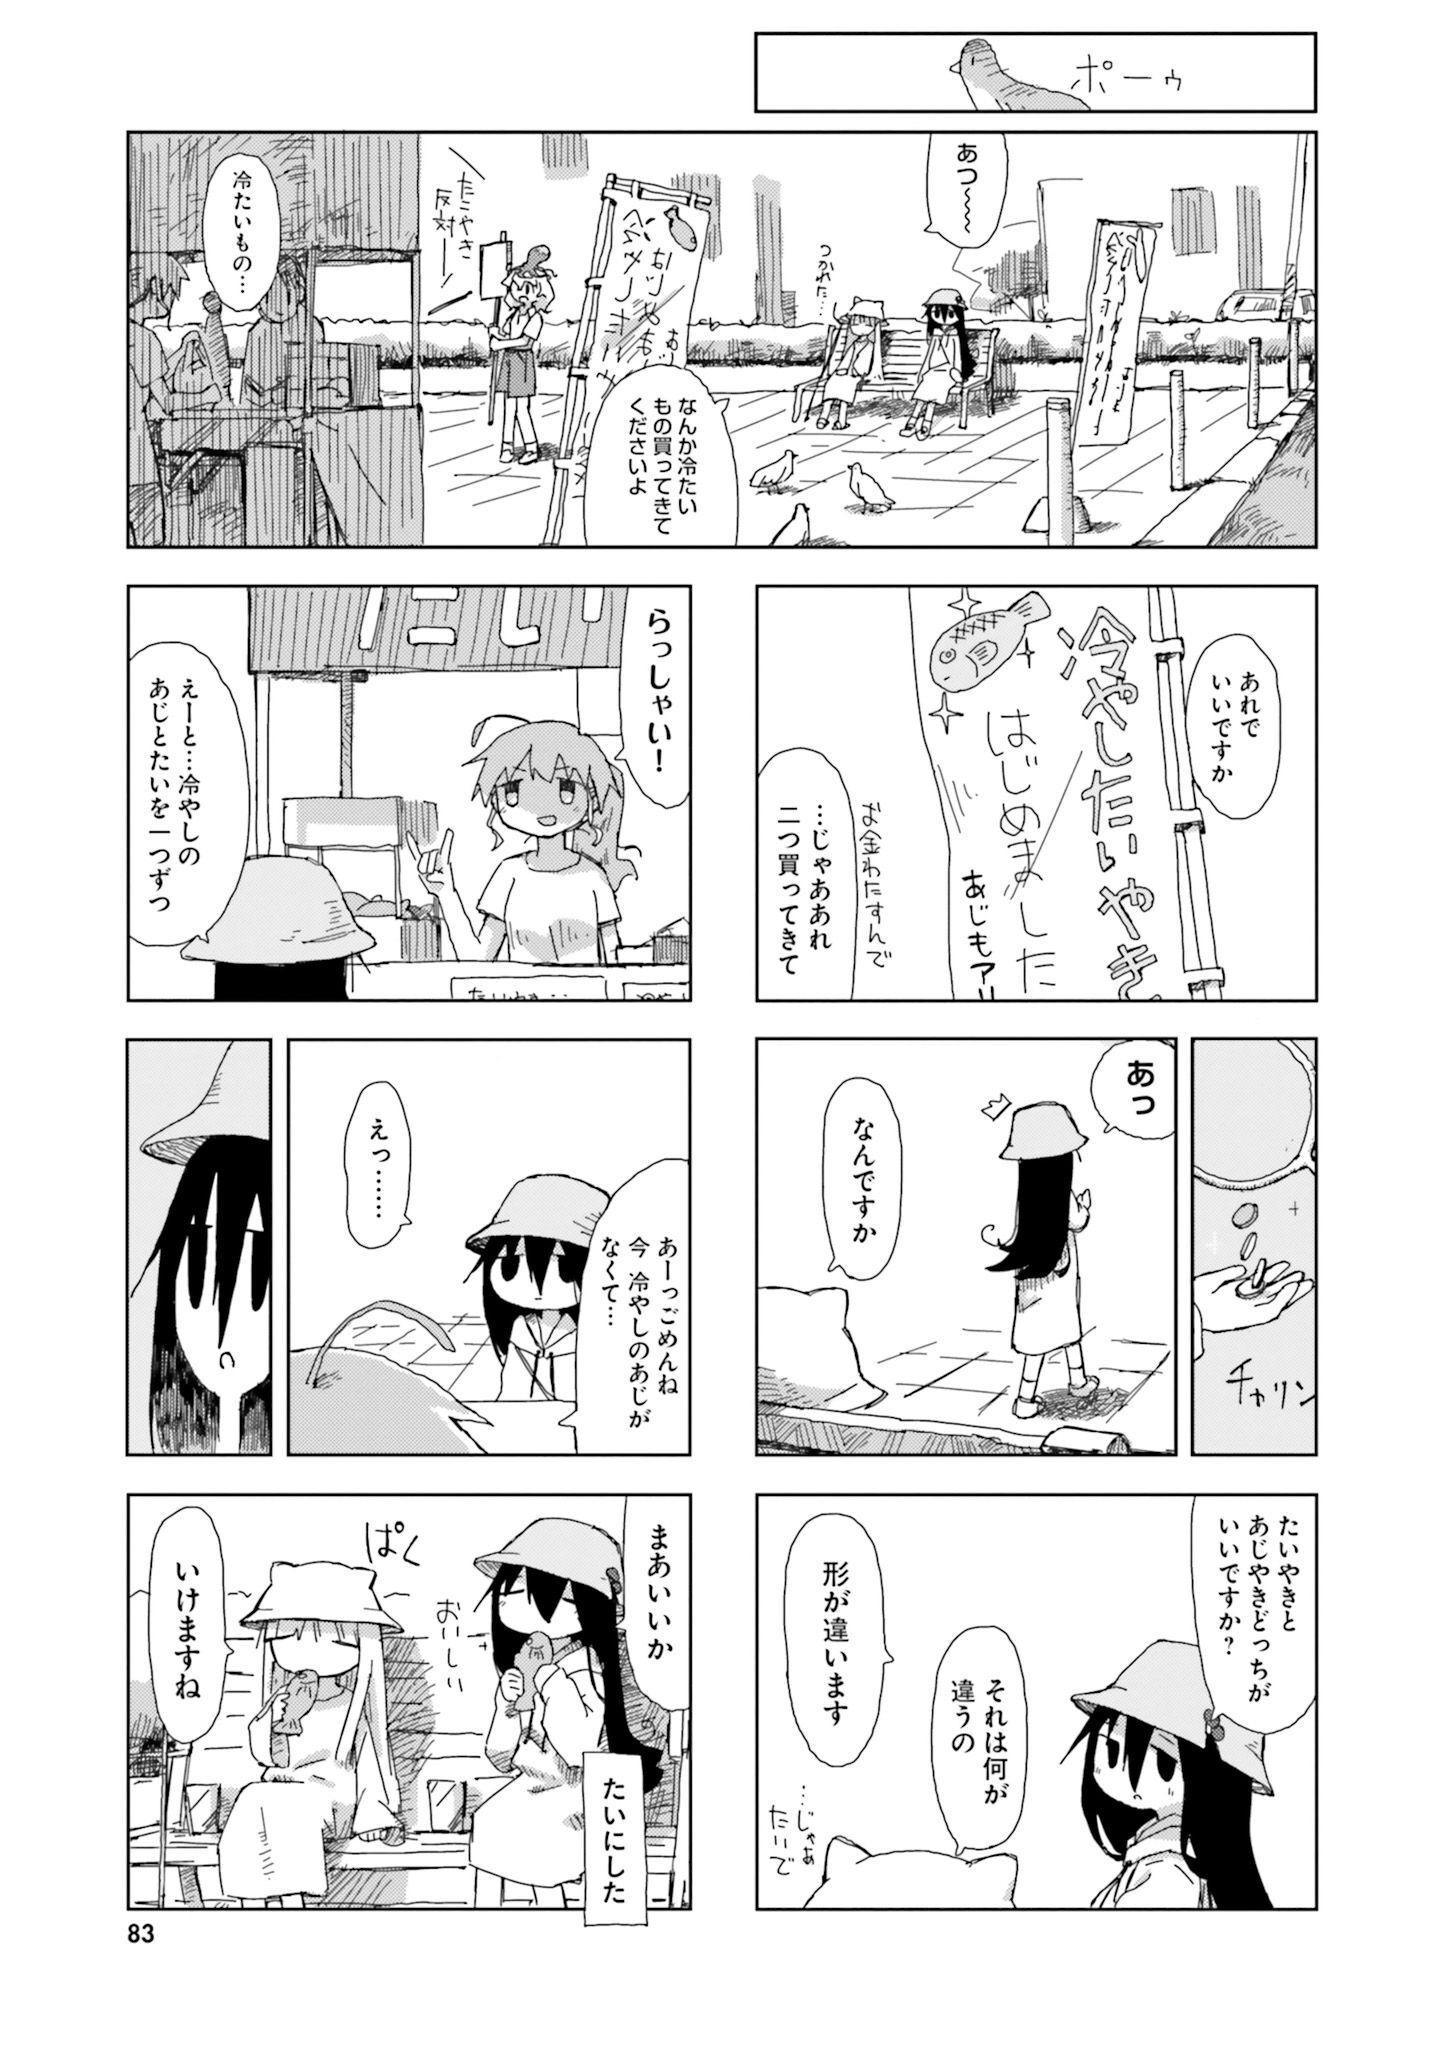 ポーゥ
あつ〜〜〜
つかれた…
なんか冷たい
もの買ってきて
くださいよ
たこやき
反対ー
冷たいもの…
あれで
いいですか
冷やしたいやき
はじめました
あじもアリ
お金わたすんで
…じゃああれ
二つ買ってきて
らっしゃい！
えーと…冷やしの
あじとたいを一つずつ
チャリン
あっ
なんですか
あーっごめんね
今 冷やしのあじが
なくて…
えっ……
たいやきと
あじやきどっちが
いいですか？
それは何が
違うの
形が違います
…じゃあ
たいで
まあいいか
たいにした
おいしい
ぱく
いけますね
83